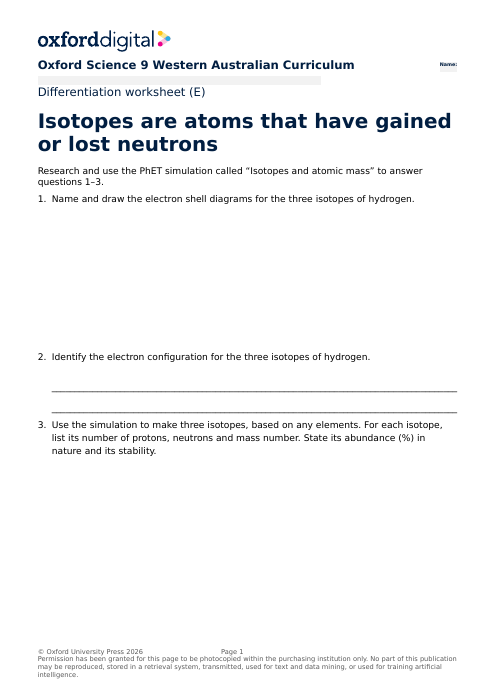 oxforddigital
Oxford Science 9 Western Australian Curriculum
Name:
Differentiation worksheet (E)
Isotopes are atoms that have gained
or lost neutrons
Research and use the PhET simulation called “Isotopes and atomic mass” to answer
questions 1–3.
1. Name and draw the electron shell diagrams for the three isotopes of hydrogen.
2. Identify the electron configuration for the three isotopes of hydrogen.
3. Use the simulation to make three isotopes, based on any elements. For each isotope,
list its number of protons, neutrons and mass number. State its abundance (%) in
nature and its stability.
© Oxford University Press 2026 Page 1
Permission has been granted for this page to be photocopied within the purchasing institution only. No part of this publication
may be reproduced, stored in a retrieval system, transmitted, used for text and data mining, or used for training artificial
intelligence.